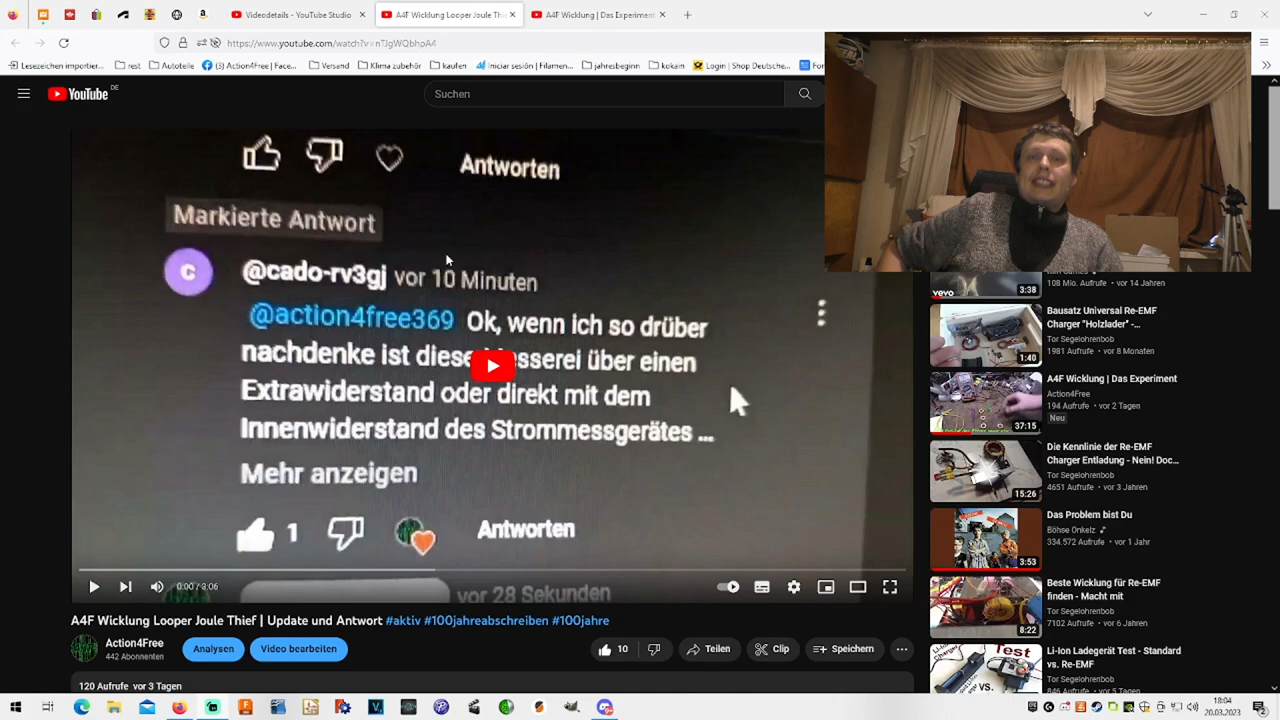 Videodetails - YouTube Studio
A4F Wicklung Looper Joule Thie
A4F Wicklung | Das Experiment
https://www.youtube.com/watch?v=nTJgWQbhpA4
Lesezeichen importieren...
rest
Autoteile
(3) Action4Free | Face...
Versand
Klima zubehör
kaufen
iniciar sesión | Filamen...
jahresbeginn
kokain
Login | Shop Deutsche...
YouTube DE
Suchen
Antworten
Markierte Antwort
C
@cado-rv3gj vor 10 Minuten
@action4free369 Ok, wenn ich so drüber
nachdenke ist diese über einen
Extrawiderstand oder direkt mit dem
Innenwiderstand des Strommessgerätes ...
Mehr anzeigen
1
Antworten
vor 28 Sekunden
0:00 / 3:06
A4F Wicklung Looper Joule Thief | Update und Antwort #aktiv #100jahreabschreiben #100jahre
Action4Free
442 Abonnenten
Analysen
Video bearbeiten
10
Teilen
Clip
Speichern
120 Aufrufe vor 3 Tagen
vevo
3:38
108 Mio. Aufrufe • vor 14 Jahren
1:40
Bausatz Universal Re-EMF
Charger "Holzlader" -...
Tor Segelohrenbob
1981 Aufrufe • vor 8 Monaten
37:15
A4F Wicklung | Das Experiment
Action4Free
194 Aufrufe • vor 2 Tagen
Neu
15:26
Die Kennlinie der Re-EMF
Charger Entladung - Nein! Doc...
Tor Segelohrenbob
4651 Aufrufe • vor 3 Jahren
3:53
Das Problem bist Du
Böhse Onkelz
334.572 Aufrufe • vor 1 Jahr
8:22
Beste Wicklung für Re-EMF
finden - Macht mit
Tor Segelohrenbob
7102 Aufrufe • vor 6 Jahren
Test
VS.
Li-Ion Ladegerät Test - Standard
vs. Re-EMF
Tor Segelohrenbob
846 Aufrufe • vor 5 Tagen
18:04
20.03.2023